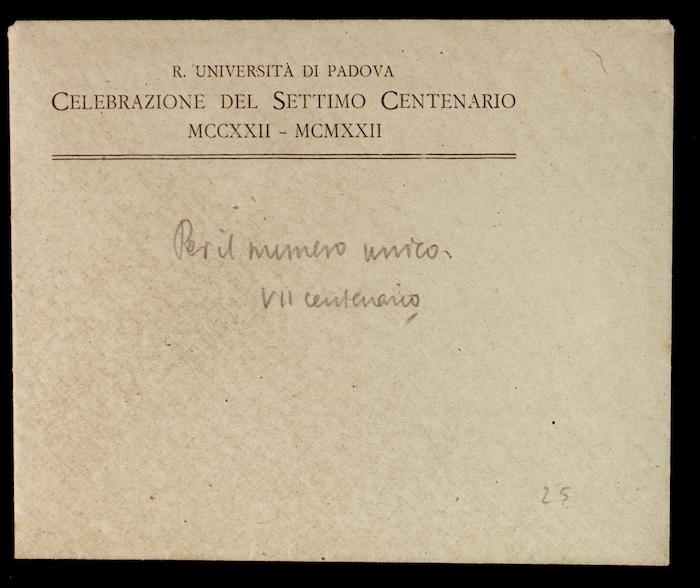 R. UNIVERSITÀ DI PADOVA
CELEBRAZIONE DEL SETTIMO CENTENARIO
MCCXXII – MCMXXII
Per il numero unico.
VII centenario
25